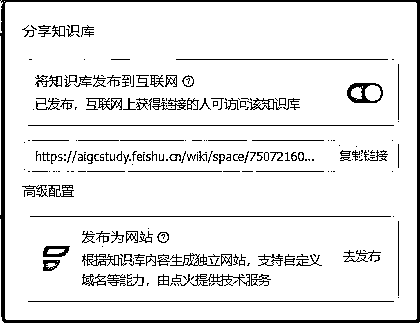 分享知识库
将知识库发布到互联网
已发布，互联网上获得链接的人可访问该知识库
https://aigcstudy.feishu.cn/wiki/space/75072160...
复制链接
高级配置
发布为网站
根据知识库内容生成独立网站，支持自定义
域名等能力，由点火提供技术服务
去发布